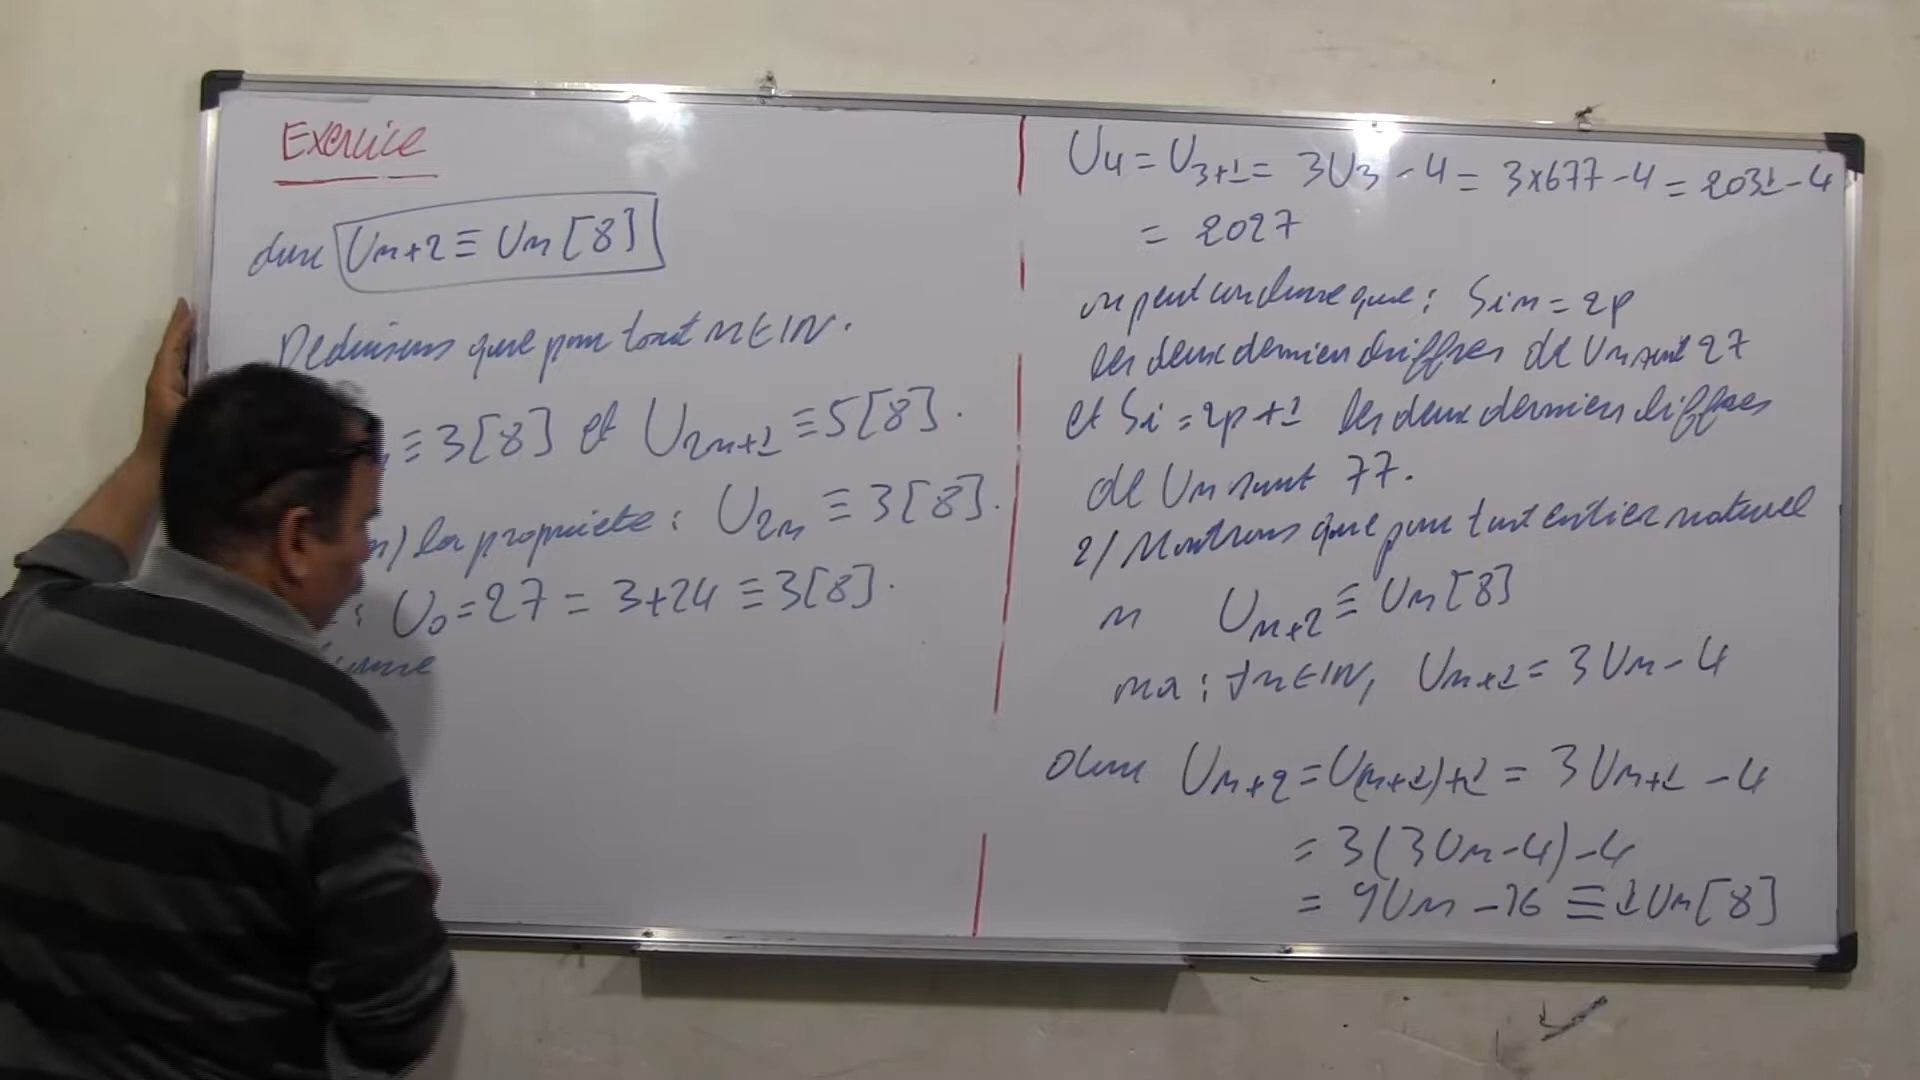 Exercice
donc Un+2 ≡ Un [8]
Deduisons que pour tout n ∈ IN.
≡ 3[8] et U2n+1 ≡ 5[8].
n) la propriete : U2n ≡ 3[8].
: U0 = 27 = 3+24 ≡ 3[8].
U4 = U3+1 = 3U3 - 4 = 3x677 - 4 = 2031 - 4
= 2027
on peut conclure que : Si n = 2p
les deux dernier chiffres de Un sont 27
et Si = 2p+1 les deux derniers chiffres
de Un sont 77.
2/ Montrons que pour tout entier naturel
n Un+2 ≡ Un [8]
ona : ∀n ∈ IN, Un+1 = 3Un - 4
donc Un+2 = U(n+1)+1 = 3Un+1 - 4
= 3(3Un-4)-4
= 9Un - 16 ≡ 1Un[8]